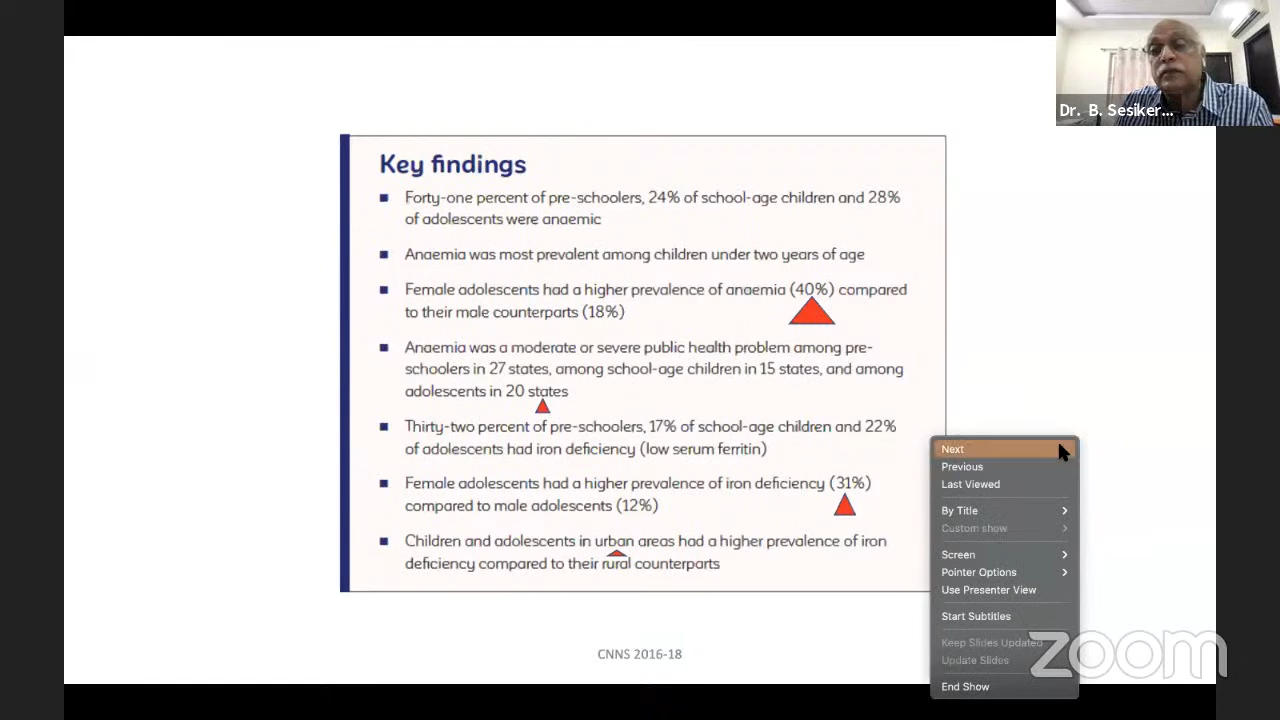 Dr. B. Sesiker...
Key findings
Forty-one percent of pre-schoolers, 24% of school-age children and 28%
of adolescents were anaemic
Anaemia was most prevalent among children under two years of age
Female adolescents had a higher prevalence of anaemia (40%) compared
to their male counterparts (18%)
Anaemia was a moderate or severe public health problem among pre-
schoolers in 27 states, among school-age children in 15 states, and among
adolescents in 20 states
Thirty-two percent of pre-schoolers, 17% of school-age children and 22%
of adolescents had iron deficiency (low serum ferritin)
Female adolescents had a higher prevalence of iron deficiency (31%)
compared to male adolescents (12%)
Children and adolescents in urban areas had a higher prevalence of iron
deficiency compared to their rural counterparts
CNNS 2016-18
Next
Previous
Last Viewed
By Title
Custom show
Screen
Pointer Options
Use Presenter View
Start Subtitles
Keep Slides Updated
Update Slides
End Show
zoom